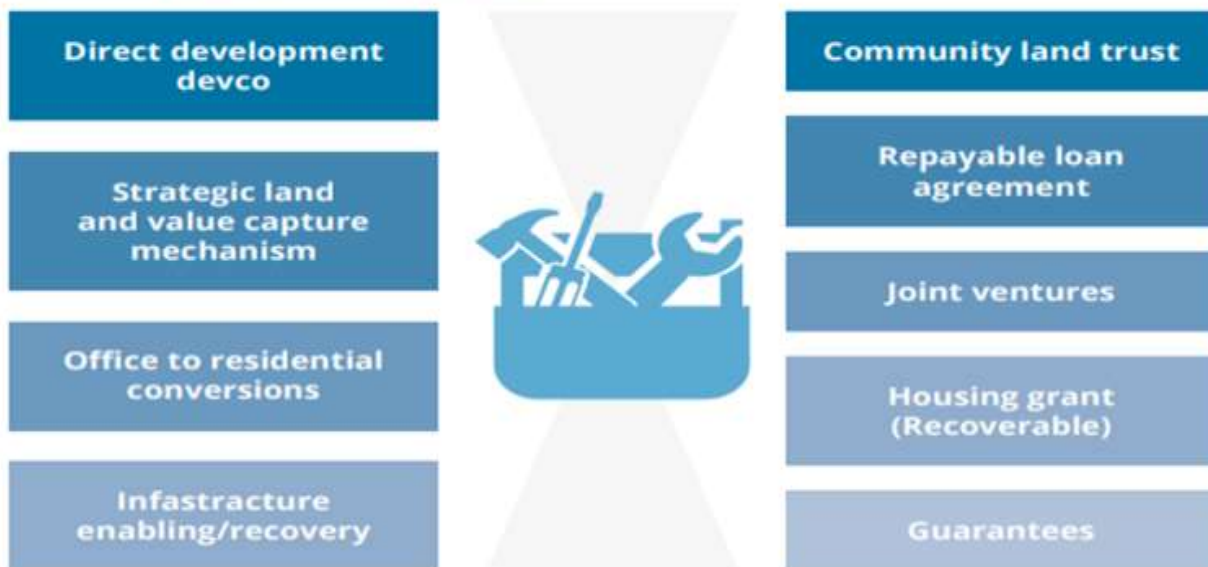 Direct development
devco
Strategic land
and value capture
mechanism
Office to residential
conversions
Infastracture
enabling/recovery
Community land trust
Repayable loan
agreement
Joint ventures
Housing grant
(Recoverable)
Guarantees